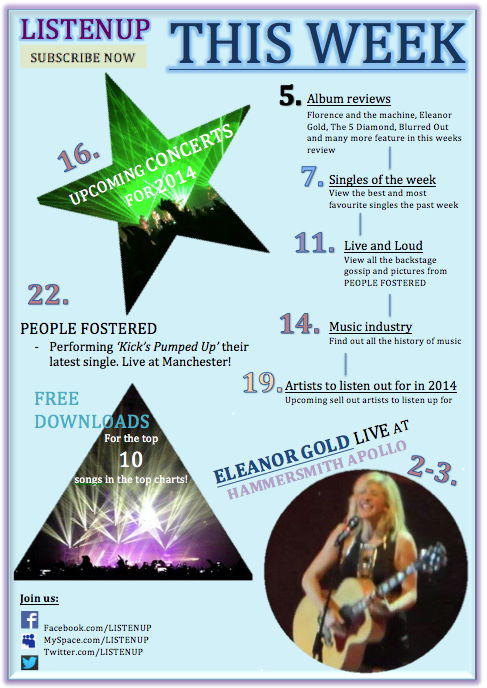 LISTENUP
SUBSCRIBE NOW
THIS WEEK
16.
UPCOMING CONCERTS
FOR 2014
5. Album reviews
Florence and the machine, Eleanor
Gold, The 5 Diamond, Blurred Out
and many more feature in this weeks
review
7. Singles of the week
View the best and most
favourite singles the past week
11. Live and Loud
View all the backstage
gossip and pictures from
PEOPLE FOSTERED
14. Music industry
Find out all the history of music
19. Artists to listen out for in 2014
Upcoming sell out artists to listen up for
22.
PEOPLE FOSTERED
- Performing ‘Kick’s Pumped Up’ their
latest single. Live at Manchester!
FREE
DOWNLOADS
For the top
10
songs in the top charts!
ELEANOR GOLD LIVE AT
HAMMERSMITH APOLLO
2-3.
Join us:
Facebook.com/LISTENUP
MySpace.com/LISTENUP
Twitter.com/LISTENUP